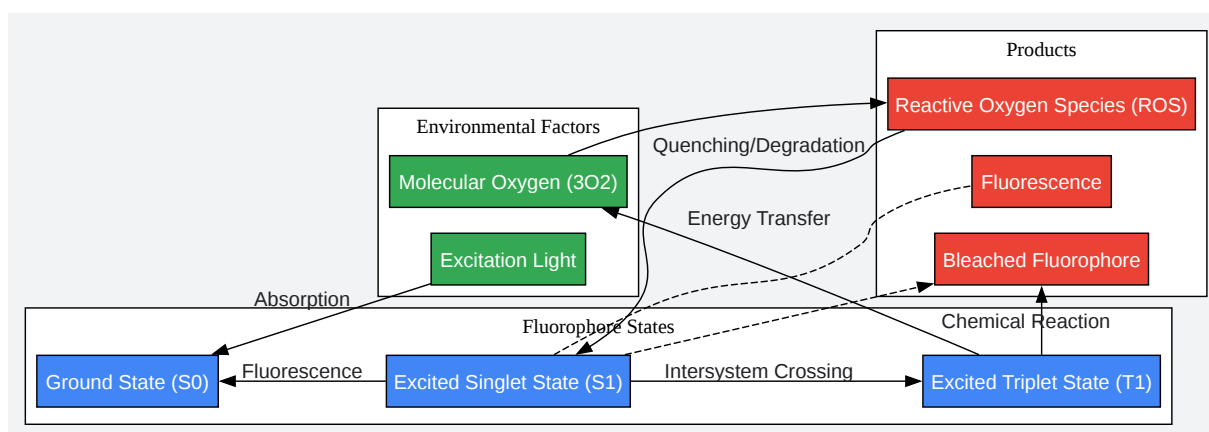 Products
Reactive Oxygen Species (ROS)
Environmental Factors
Quenching/Degradation
Molecular Oxygen (3O2)
Fluorescence
Energy Transfer
Excitation Light
Bleached Fluorophore
Absorption
Chemical Reaction
Fluorophore States
Ground State (S0)
Fluorescence
Excited Singlet State (S1)
Intersystem Crossing
Excited Triplet State (T1)